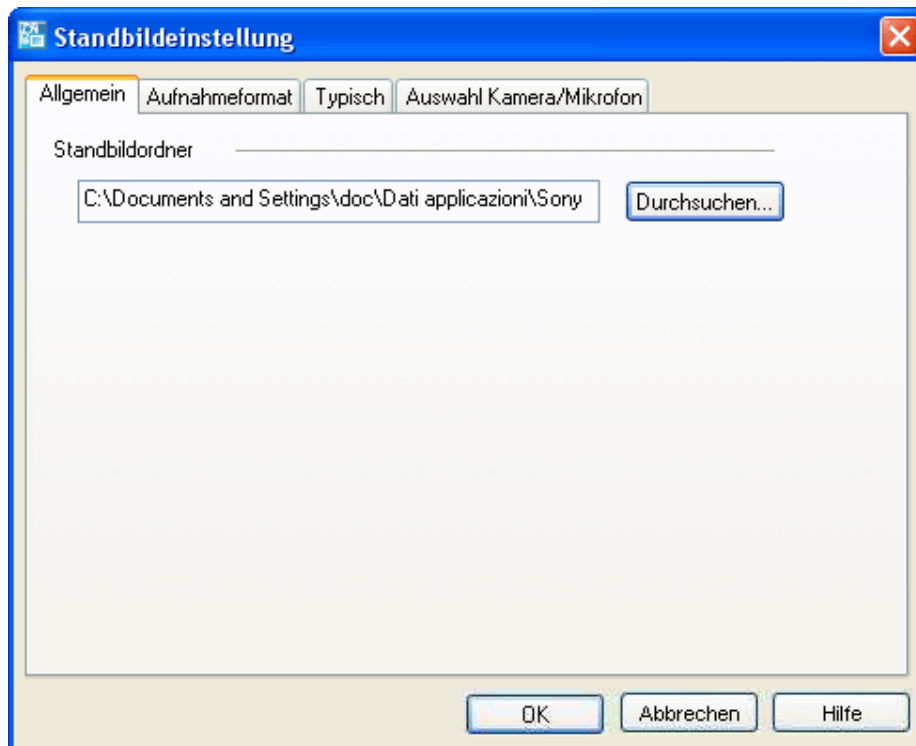 Standbildeinstellung
Allgemein Aufnahmeformat Typisch Auswahl Kamera/Mikrofon
Standbildordner
C:\Documents and Settings\doc\Dati applicazioni\Sony Durchsuchen...
OK Abbrechen Hilfe